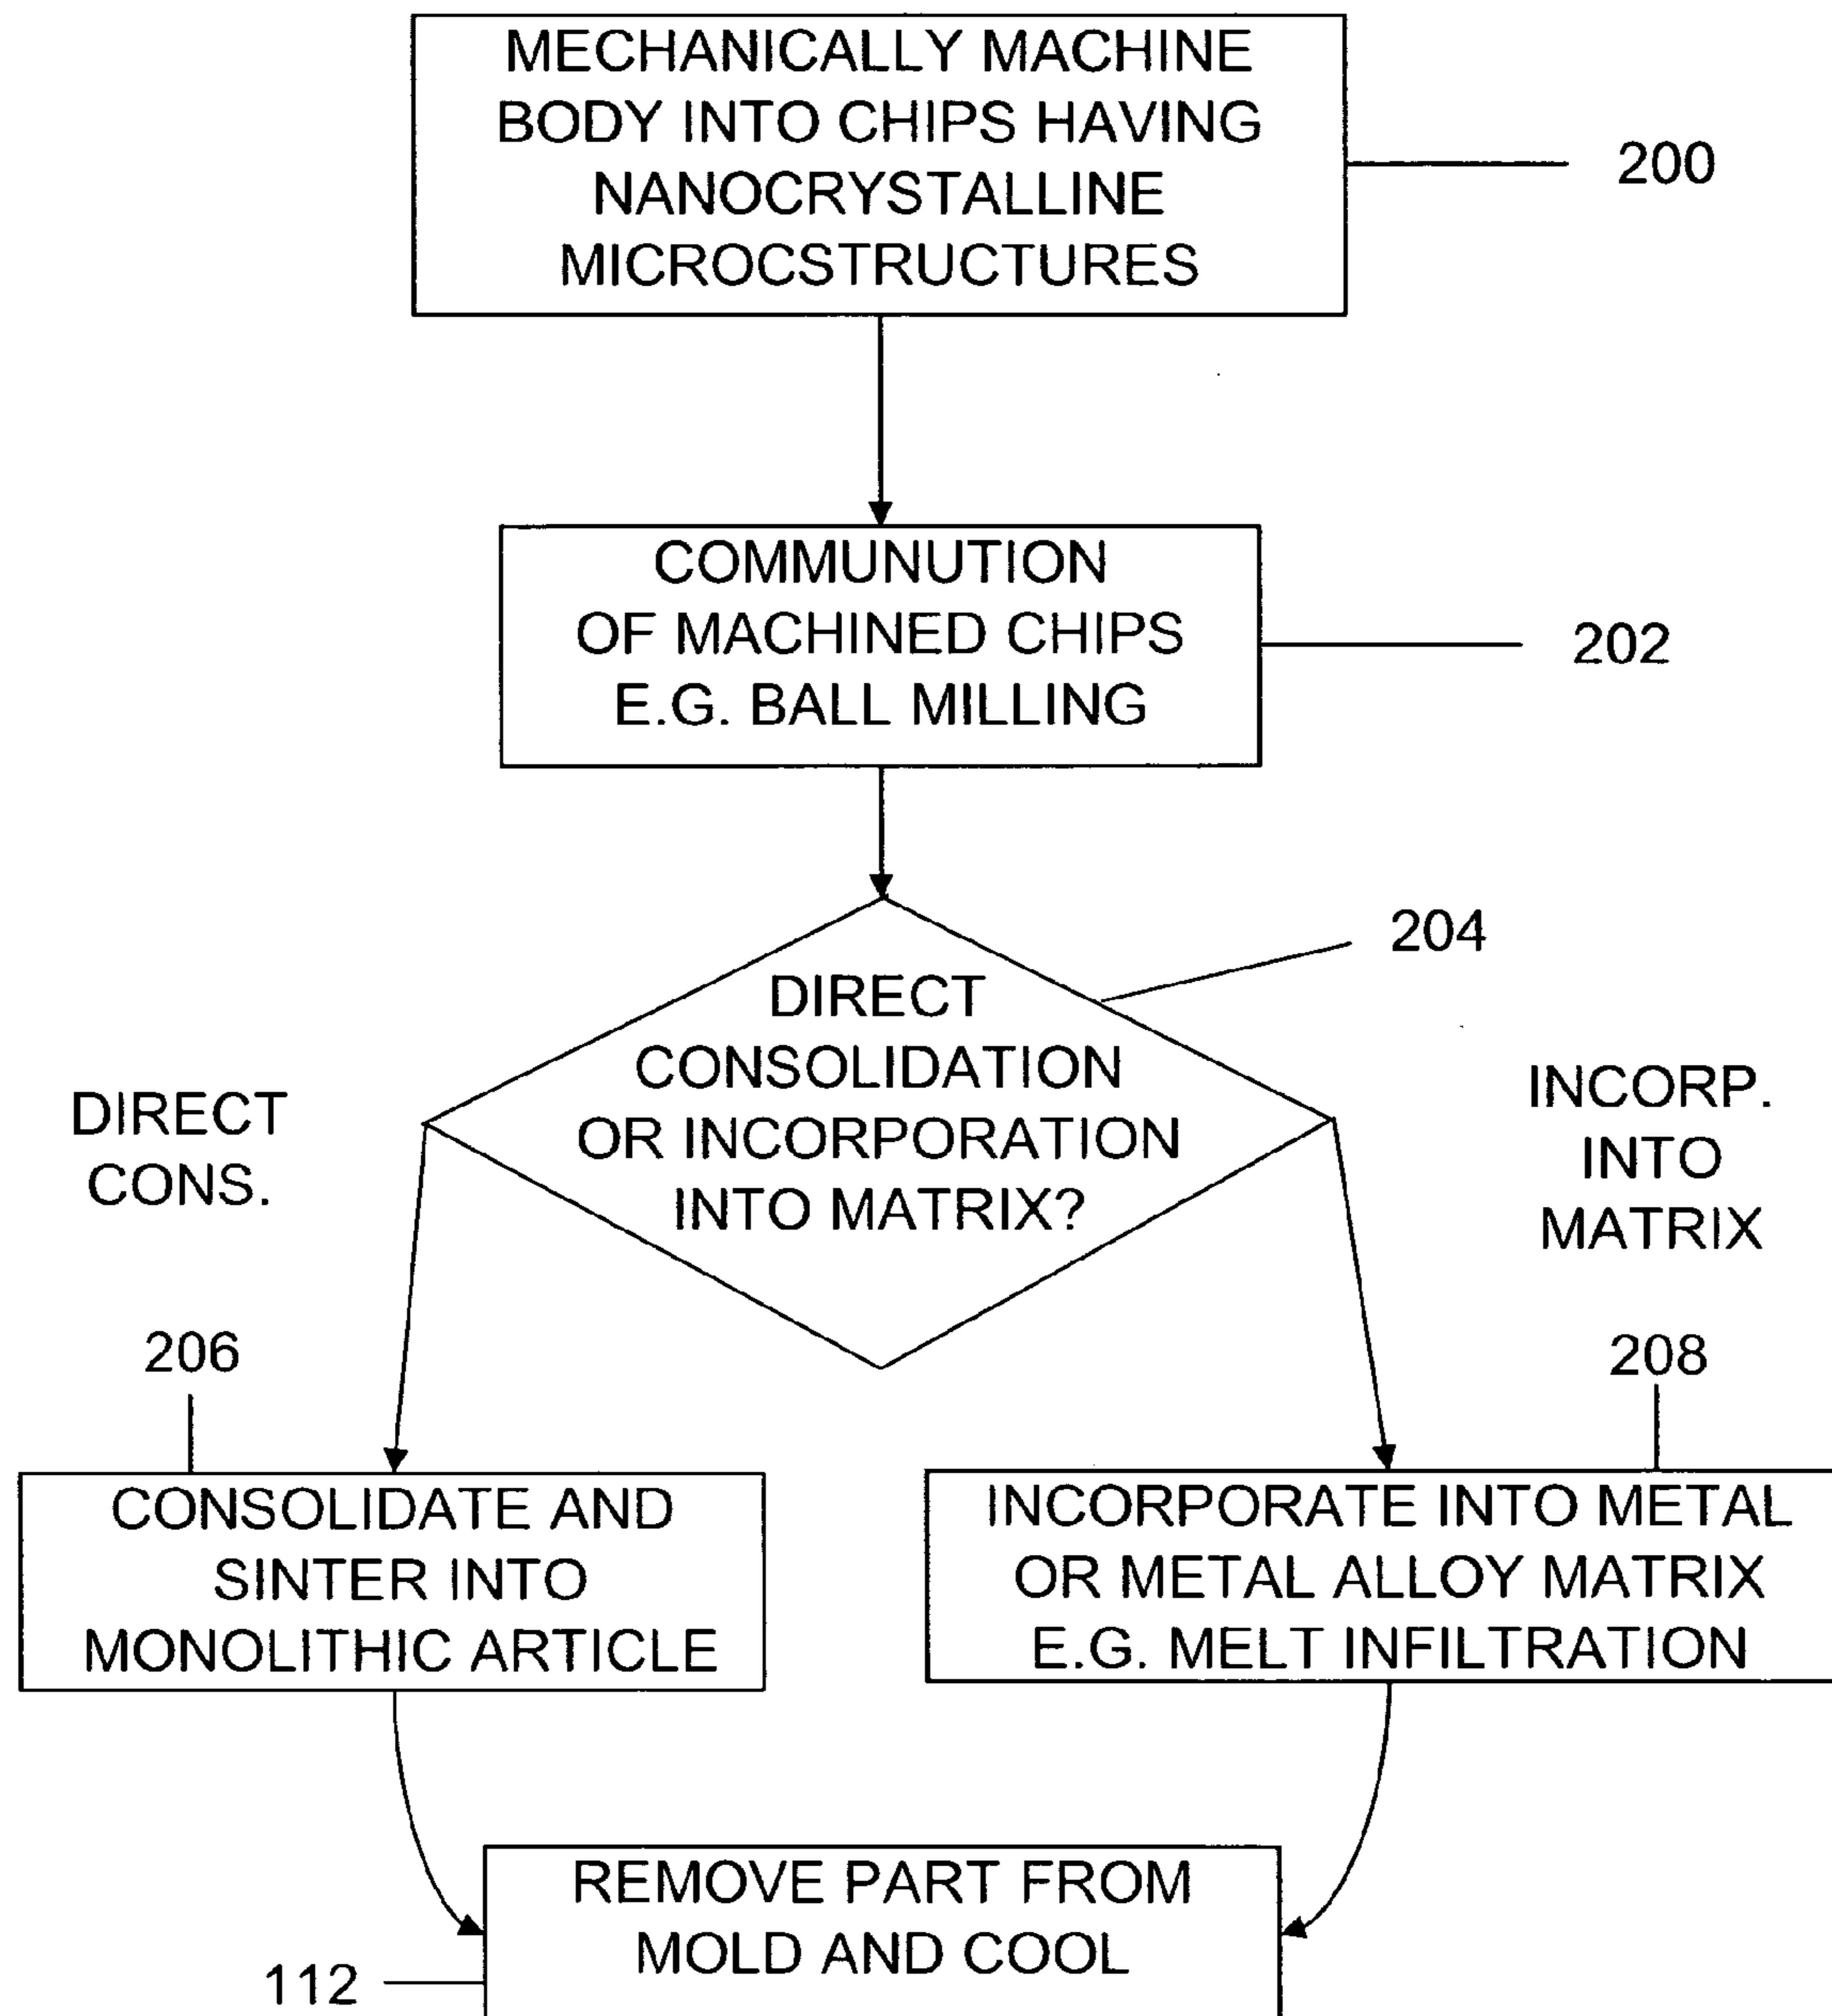 MECHANICALLY MACHINE
BODY INTO CHIPS HAVING
NANOCRYSTALLINE
MICROCSTRUCTURES
200
COMMUNUTION
OF MACHINED CHIPS
E.G. BALL MILLING
202
204
DIRECT
CONSOLIDATION
OR INCORPORATION
INTO MATRIX?
DIRECT
CONS.
INCORP.
INTO
MATRIX
206
208
CONSOLIDATE AND
SINTER INTO
MONOLITHIC ARTICLE
INCORPORATE INTO METAL
OR METAL ALLOY MATRIX
E.G. MELT INFILTRATION
REMOVE PART FROM
MOLD AND COOL
112